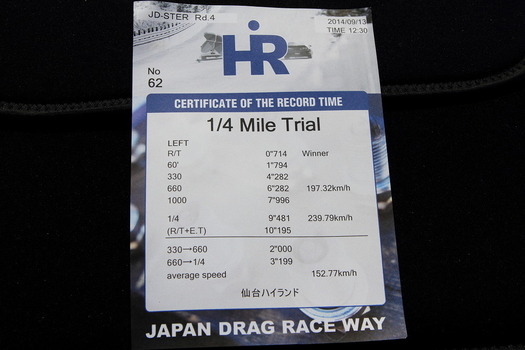 JD-STER Rd.4 2014/09/13
TIME 12:30
HiR
No
62
CERTIFICATE OF THE RECORD TIME
1/4 Mile Trial
LEFT
R/T 0"714 Winner
60' 1"794
330 4"282
660 6"282 197.32km/h
1000 7"996
1/4 9"481 239.79km/h
(R/T+E.T) 10"195
330→660 2"000
660→1/4 3"199
average speed 152.77km/h
仙台ハイランド
JAPAN DRAG RACE WAY